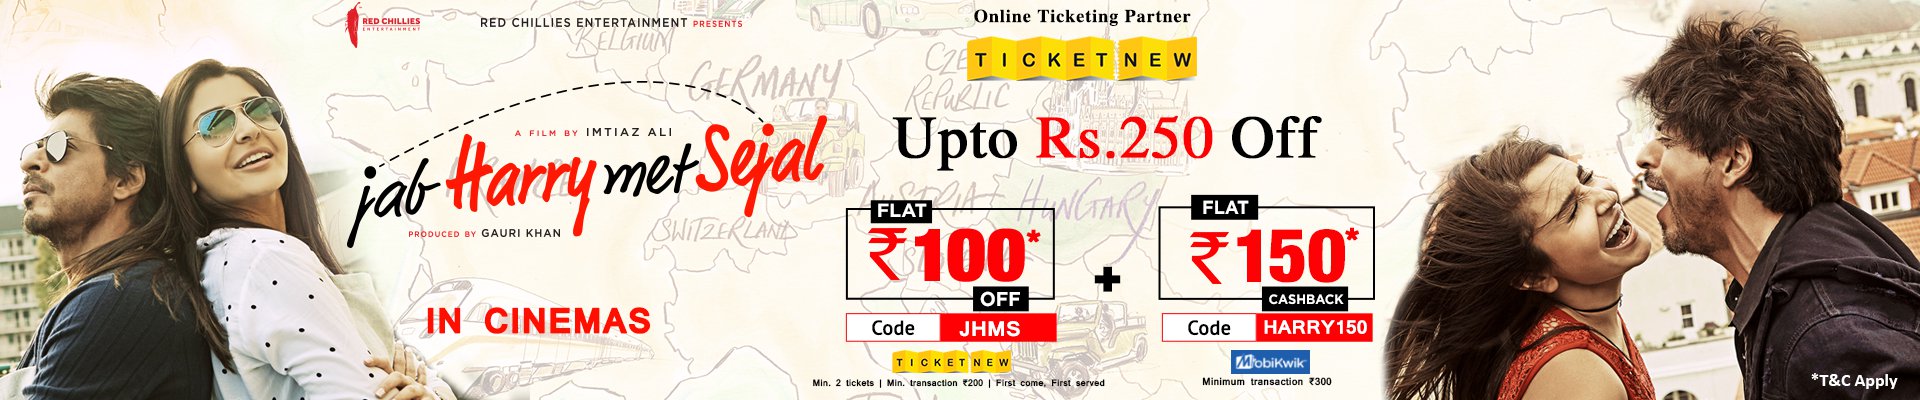 RED CHILLIES
ENTERTAINMENT
RED CHILLIES ENTERTAINMENT PRESENTS
A FILM BY IMTIAZ ALI
jab Harry met Sejal
PRODUCED BY GAURI KHAN
IN CINEMAS
BELGIUM
GERMANY
CZECH
REPUBLIC
SWITZERLAND
AUSTRIA
HUNGARY
Online Ticketing Partner
TICKETNEW
Upto Rs.250 Off
FLAT
₹100*
OFF
Code JHMS
TICKETNEW
Min. 2 tickets | Min. transaction ₹200 | First come, First served
+
FLAT
₹150*
CASHBACK
Code HARRY150
MobiKwik
Minimum transaction ₹300
*T&C Apply